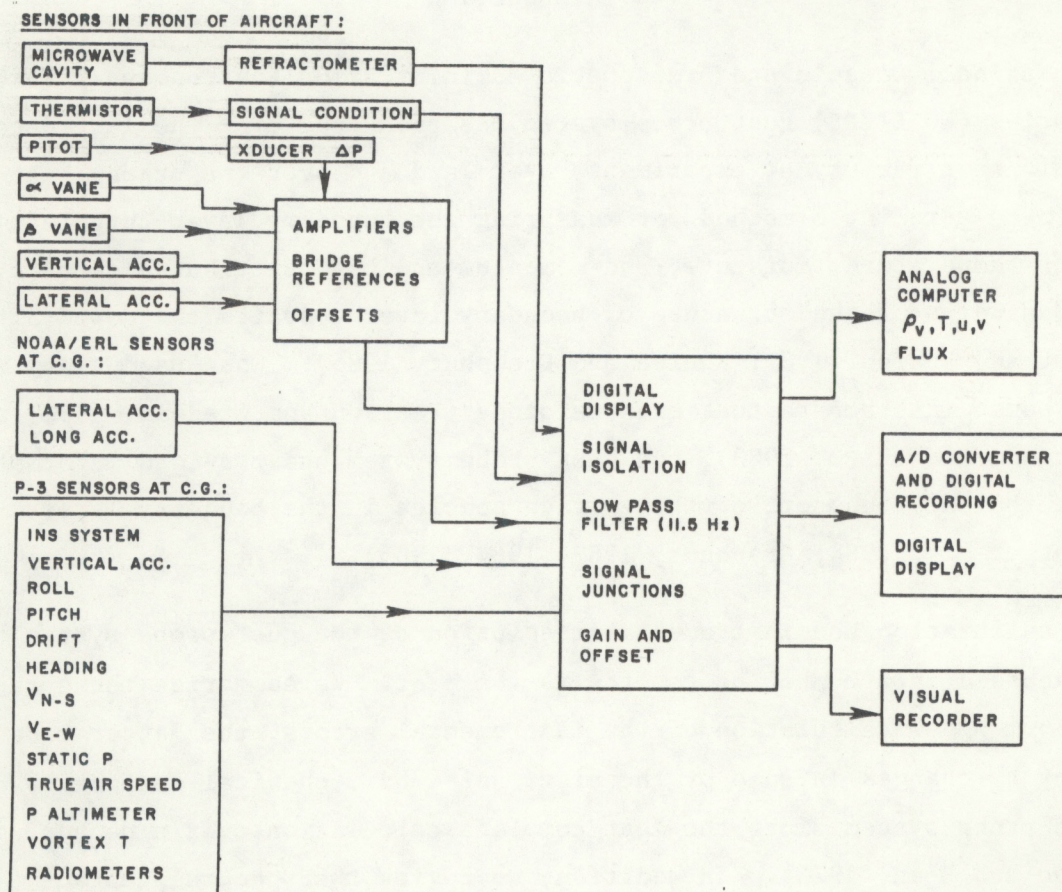 SENSORS IN FRONT OF AIRCRAFT:
MICROWAVE
CAVITY
REFRACTOMETER
THERMISTOR
SIGNAL CONDITION
PITOT
XDUCER ΔP
∝ VANE
β VANE
VERTICAL ACC.
LATERAL ACC.
AMPLIFIERS
BRIDGE
REFERENCES
OFFSETS
NOAA/ERL SENSORS
AT C.G.:
LATERAL ACC.
LONG ACC.
P-3 SENSORS AT C.G.:
INS SYSTEM
VERTICAL ACC.
ROLL
PITCH
DRIFT
HEADING
V N-S
V E-W
STATIC P
TRUE AIR SPEED
P ALTIMETER
VORTEX T
RADIOMETERS
DIGITAL
DISPLAY
SIGNAL
ISOLATION
LOW PASS
FILTER (11.5 Hz)
SIGNAL
JUNCTIONS
GAIN AND
OFFSET
ANALOG
COMPUTER
ρv, T, u, v
FLUX
A/D CONVERTER
AND DIGITAL
RECORDING
DIGITAL
DISPLAY
VISUAL
RECORDER